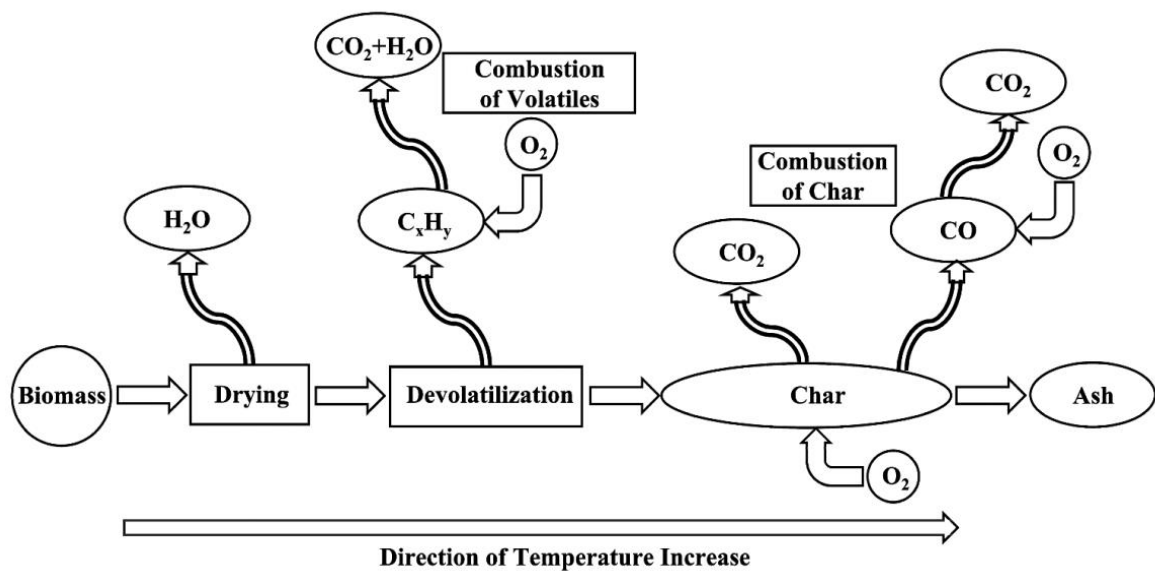 CO₂+H₂O
Combustion
of Volatiles
O₂
CO₂
O₂
Combustion
of Char
H₂O
CₓHᵧ
CO₂
CO
Biomass
Drying
Devolatilization
Char
Ash
O₂
Direction of Temperature Increase